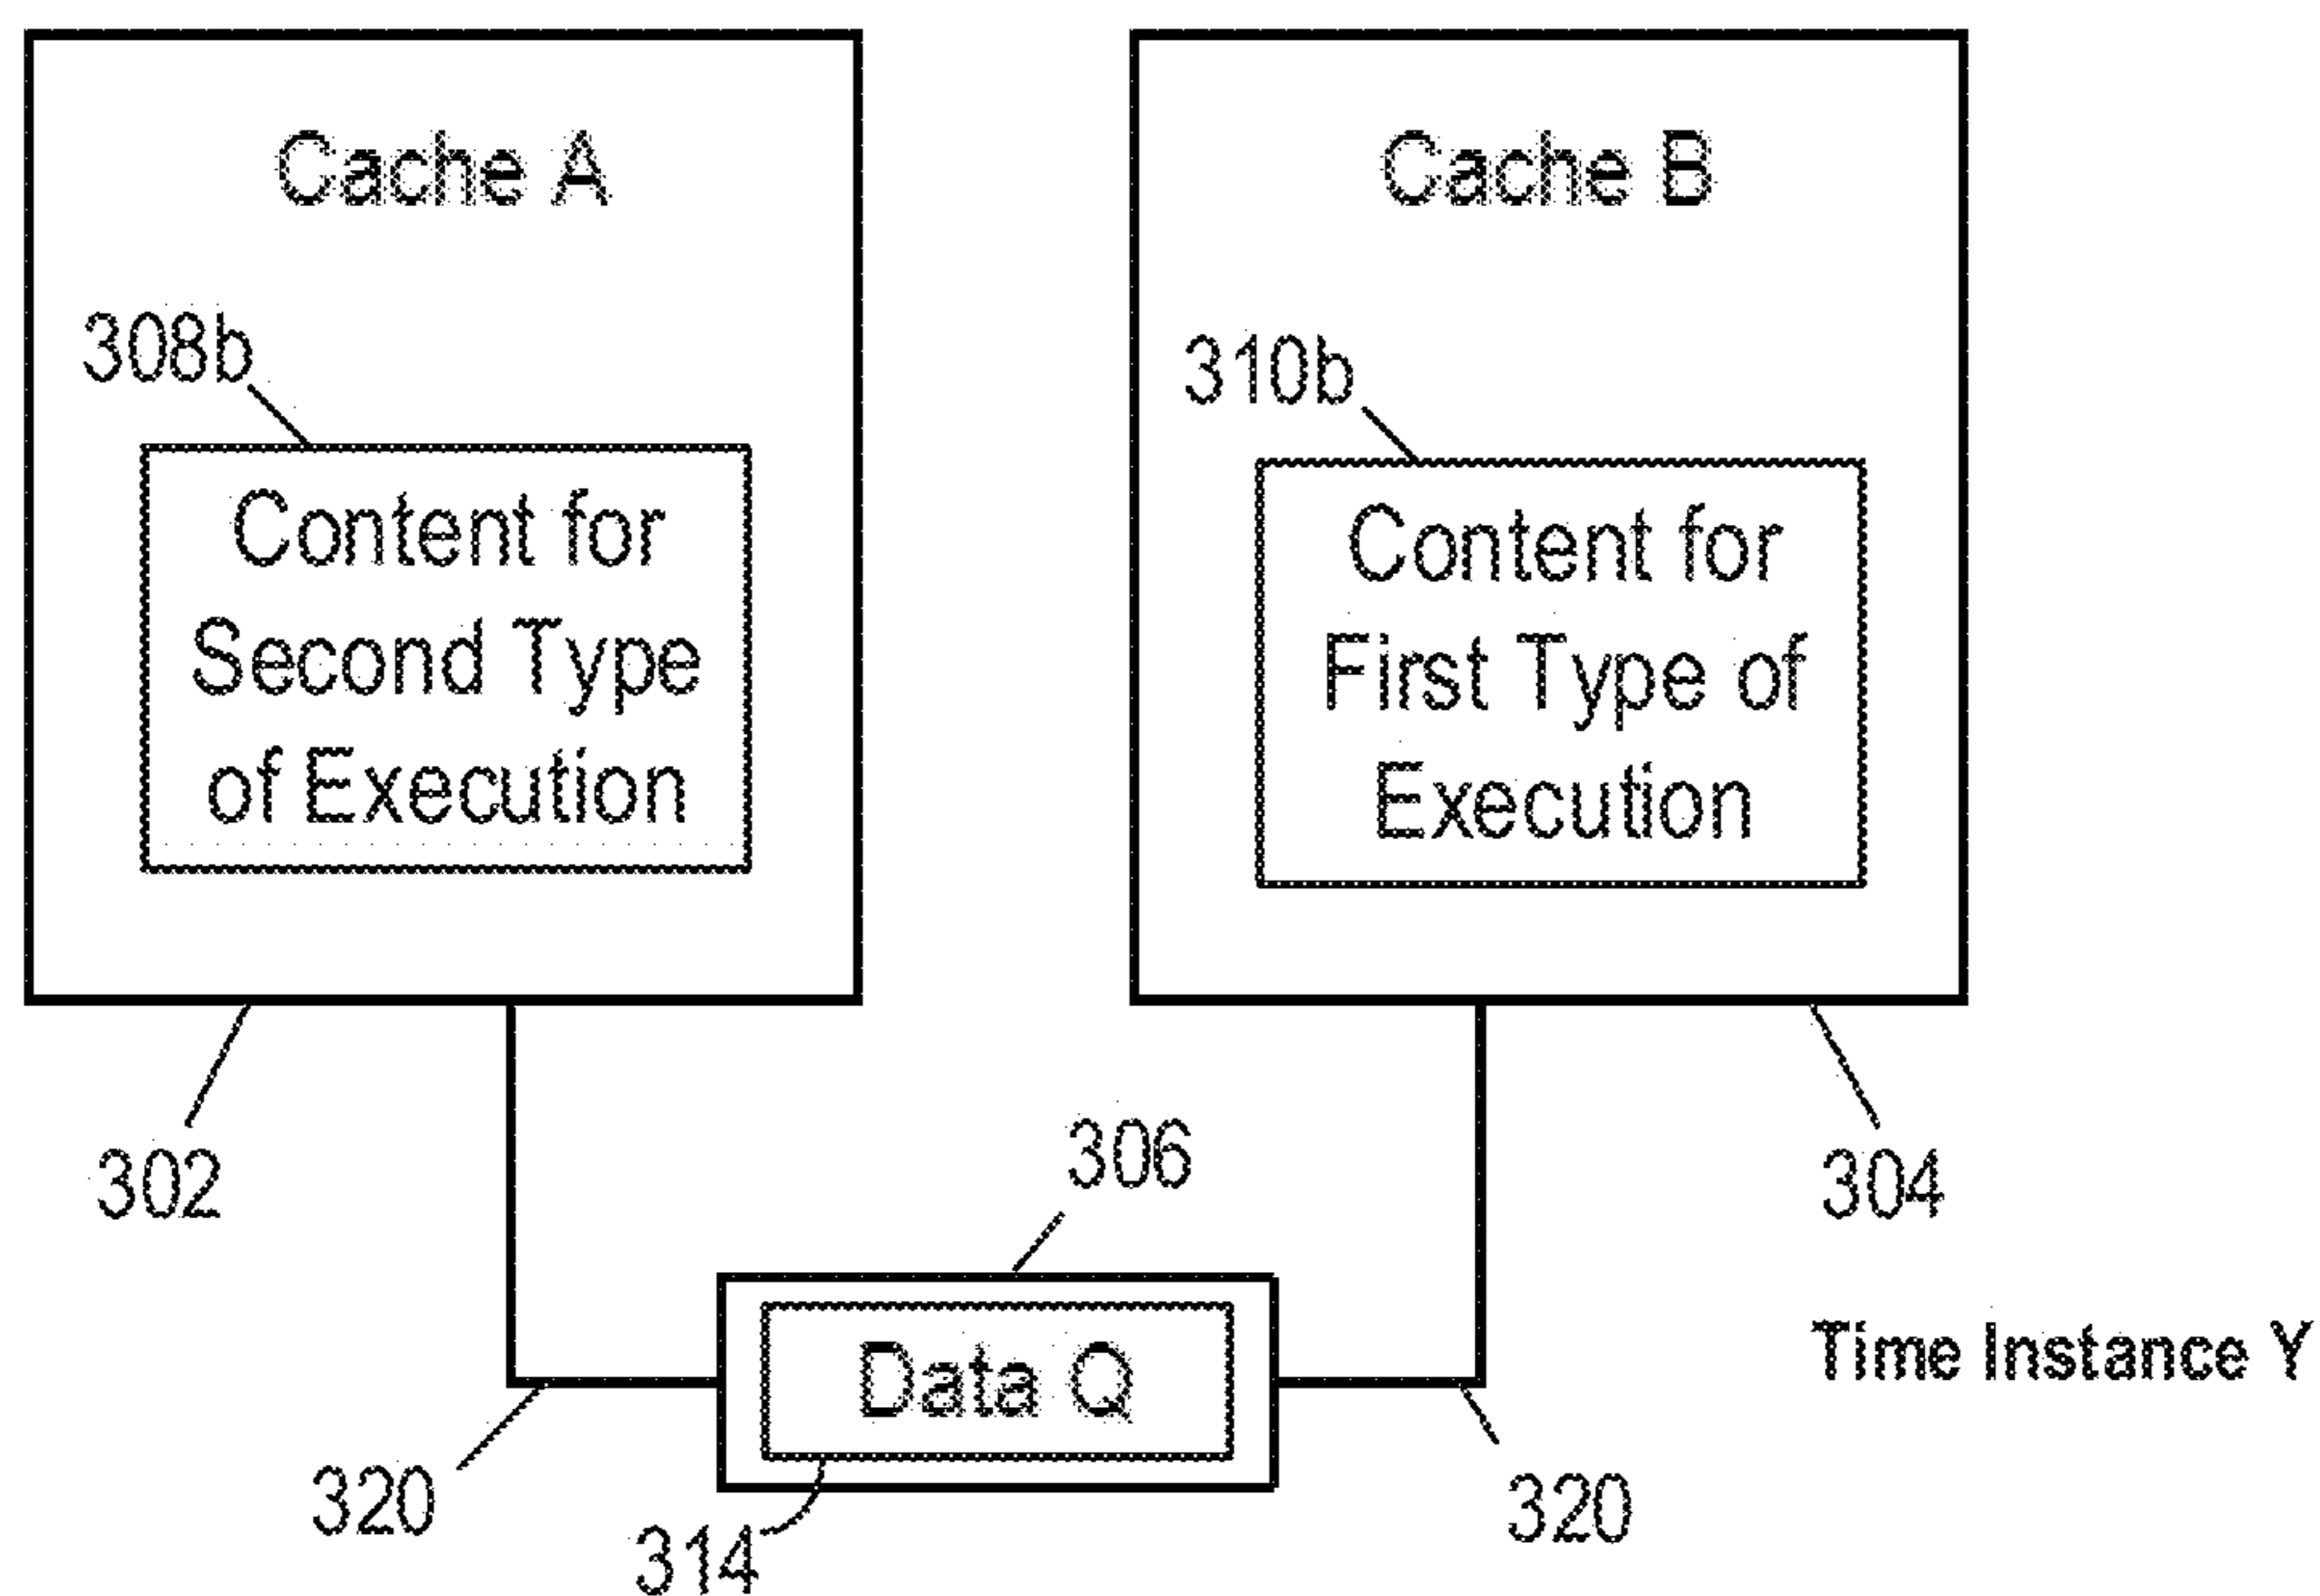 Cache A
308b
Content for
Second Type
of Execution
302
Cache B
310b
Content for
First Type of
Execution
304
306
Data Q
314
320
320
Time Instance Y